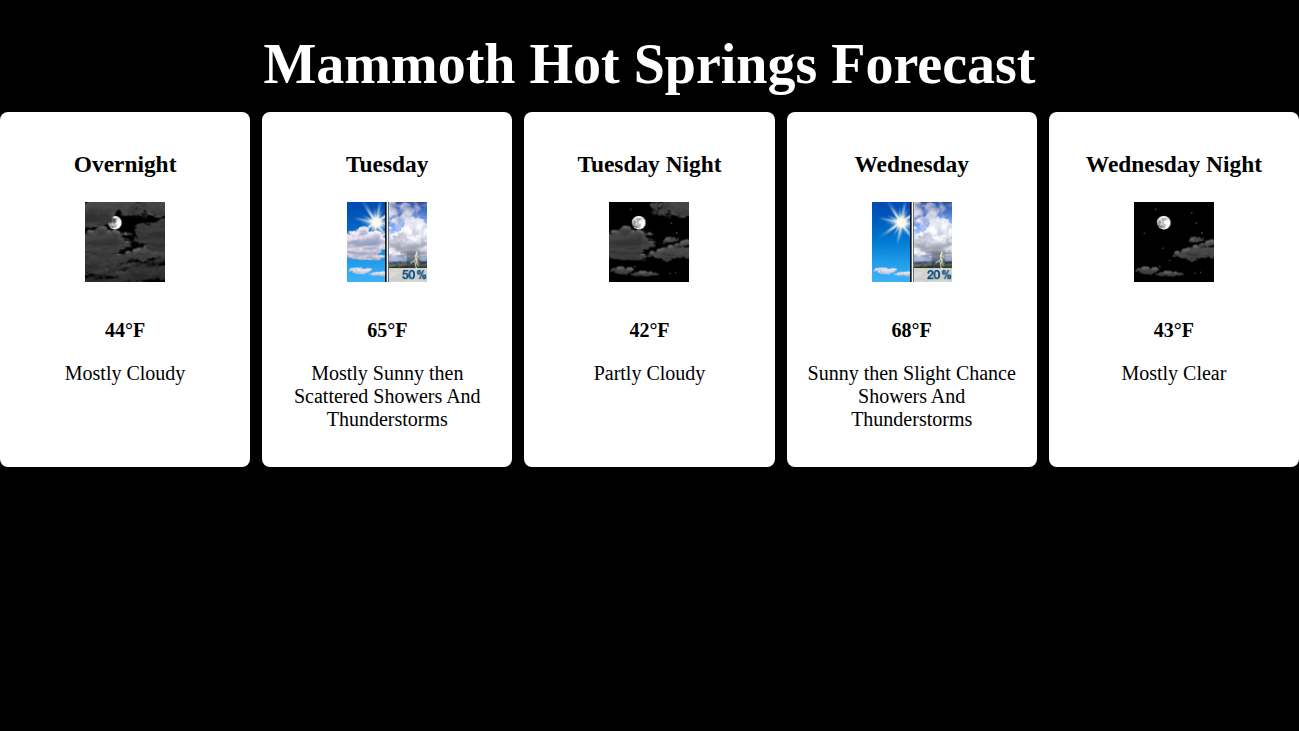 Mammoth Hot Springs Forecast
Overnight
44°F
Mostly Cloudy
Tuesday
50%
65°F
Mostly Sunny then
Scattered Showers And
Thunderstorms
Tuesday Night
42°F
Partly Cloudy
Wednesday
20%
68°F
Sunny then Slight Chance
Showers And
Thunderstorms
Wednesday Night
43°F
Mostly Clear